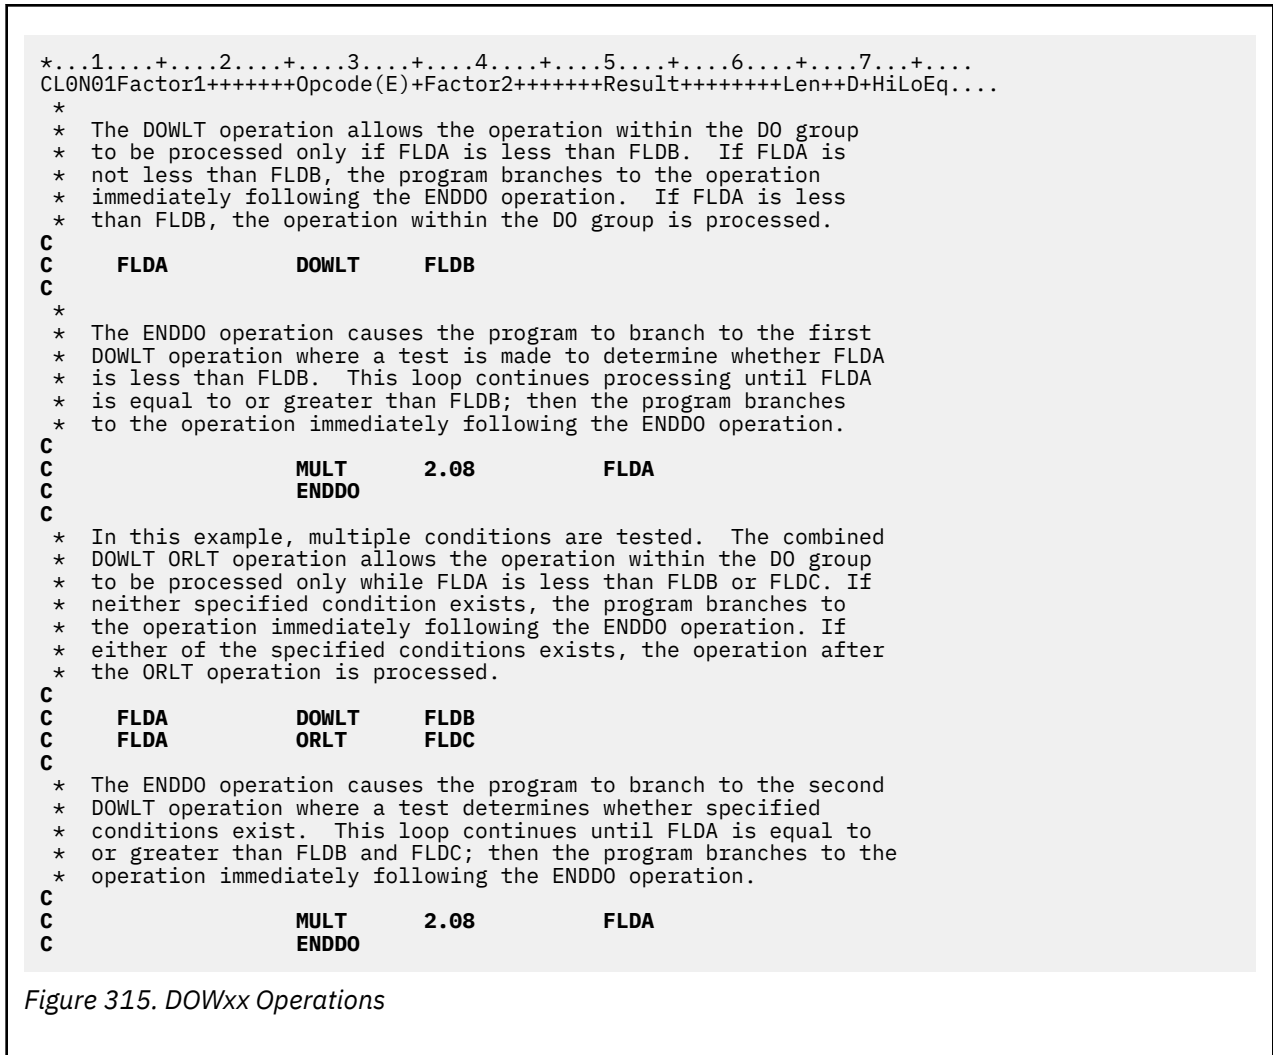 *...1....+....2....+....3....+....4....+....5....+....6....+....7...+....
CL0N01Factor1+++++++Opcode(E)+Factor2+++++++Result++++++++Len++D+HiLoEq....
 *
 *  The DOWLT operation allows the operation within the DO group
 *  to be processed only if FLDA is less than FLDB.  If FLDA is
 *  not less than FLDB, the program branches to the operation
 *  immediately following the ENDDO operation.  If FLDA is less
 *  than FLDB, the operation within the DO group is processed.
C
C     FLDA          DOWLT     FLDB
C
 *
 *  The ENDDO operation causes the program to branch to the first
 *  DOWLT operation where a test is made to determine whether FLDA
 *  is less than FLDB.  This loop continues processing until FLDA
 *  is equal to or greater than FLDB; then the program branches
 *  to the operation immediately following the ENDDO operation.
C
C                   MULT      2.08          FLDA
C                   ENDDO
C
 *  In this example, multiple conditions are tested.  The combined
 *  DOWLT ORLT operation allows the operation within the DO group
 *  to be processed only while FLDA is less than FLDB or FLDC. If
 *  neither specified condition exists, the program branches to
 *  the operation immediately following the ENDDO operation. If
 *  either of the specified conditions exists, the operation after
 *  the ORLT operation is processed.
C
C     FLDA          DOWLT     FLDB
C     FLDA          ORLT      FLDC
C
 *  The ENDDO operation causes the program to branch to the second
 *  DOWLT operation where a test determines whether specified
 *  conditions exist.  This loop continues until FLDA is equal to
 *  or greater than FLDB and FLDC; then the program branches to the
 *  operation immediately following the ENDDO operation.
C
C                   MULT      2.08          FLDA
C                   ENDDO
Figure 315. DOWxx Operations